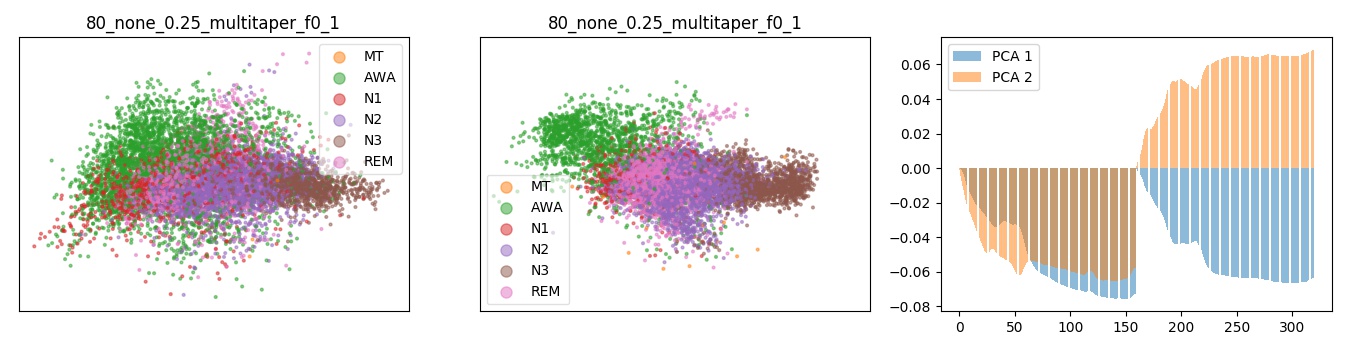 80_none_0.25_multitaper_f0_1
MT
AWA
N1
N2
N3
REM
80_none_0.25_multitaper_f0_1
MT
AWA
N1
N2
N3
REM
PCA 1
PCA 2
0.06
0.04
0.02
0.00
−0.02
−0.04
−0.06
−0.08
0 50 100 150 200 250 300